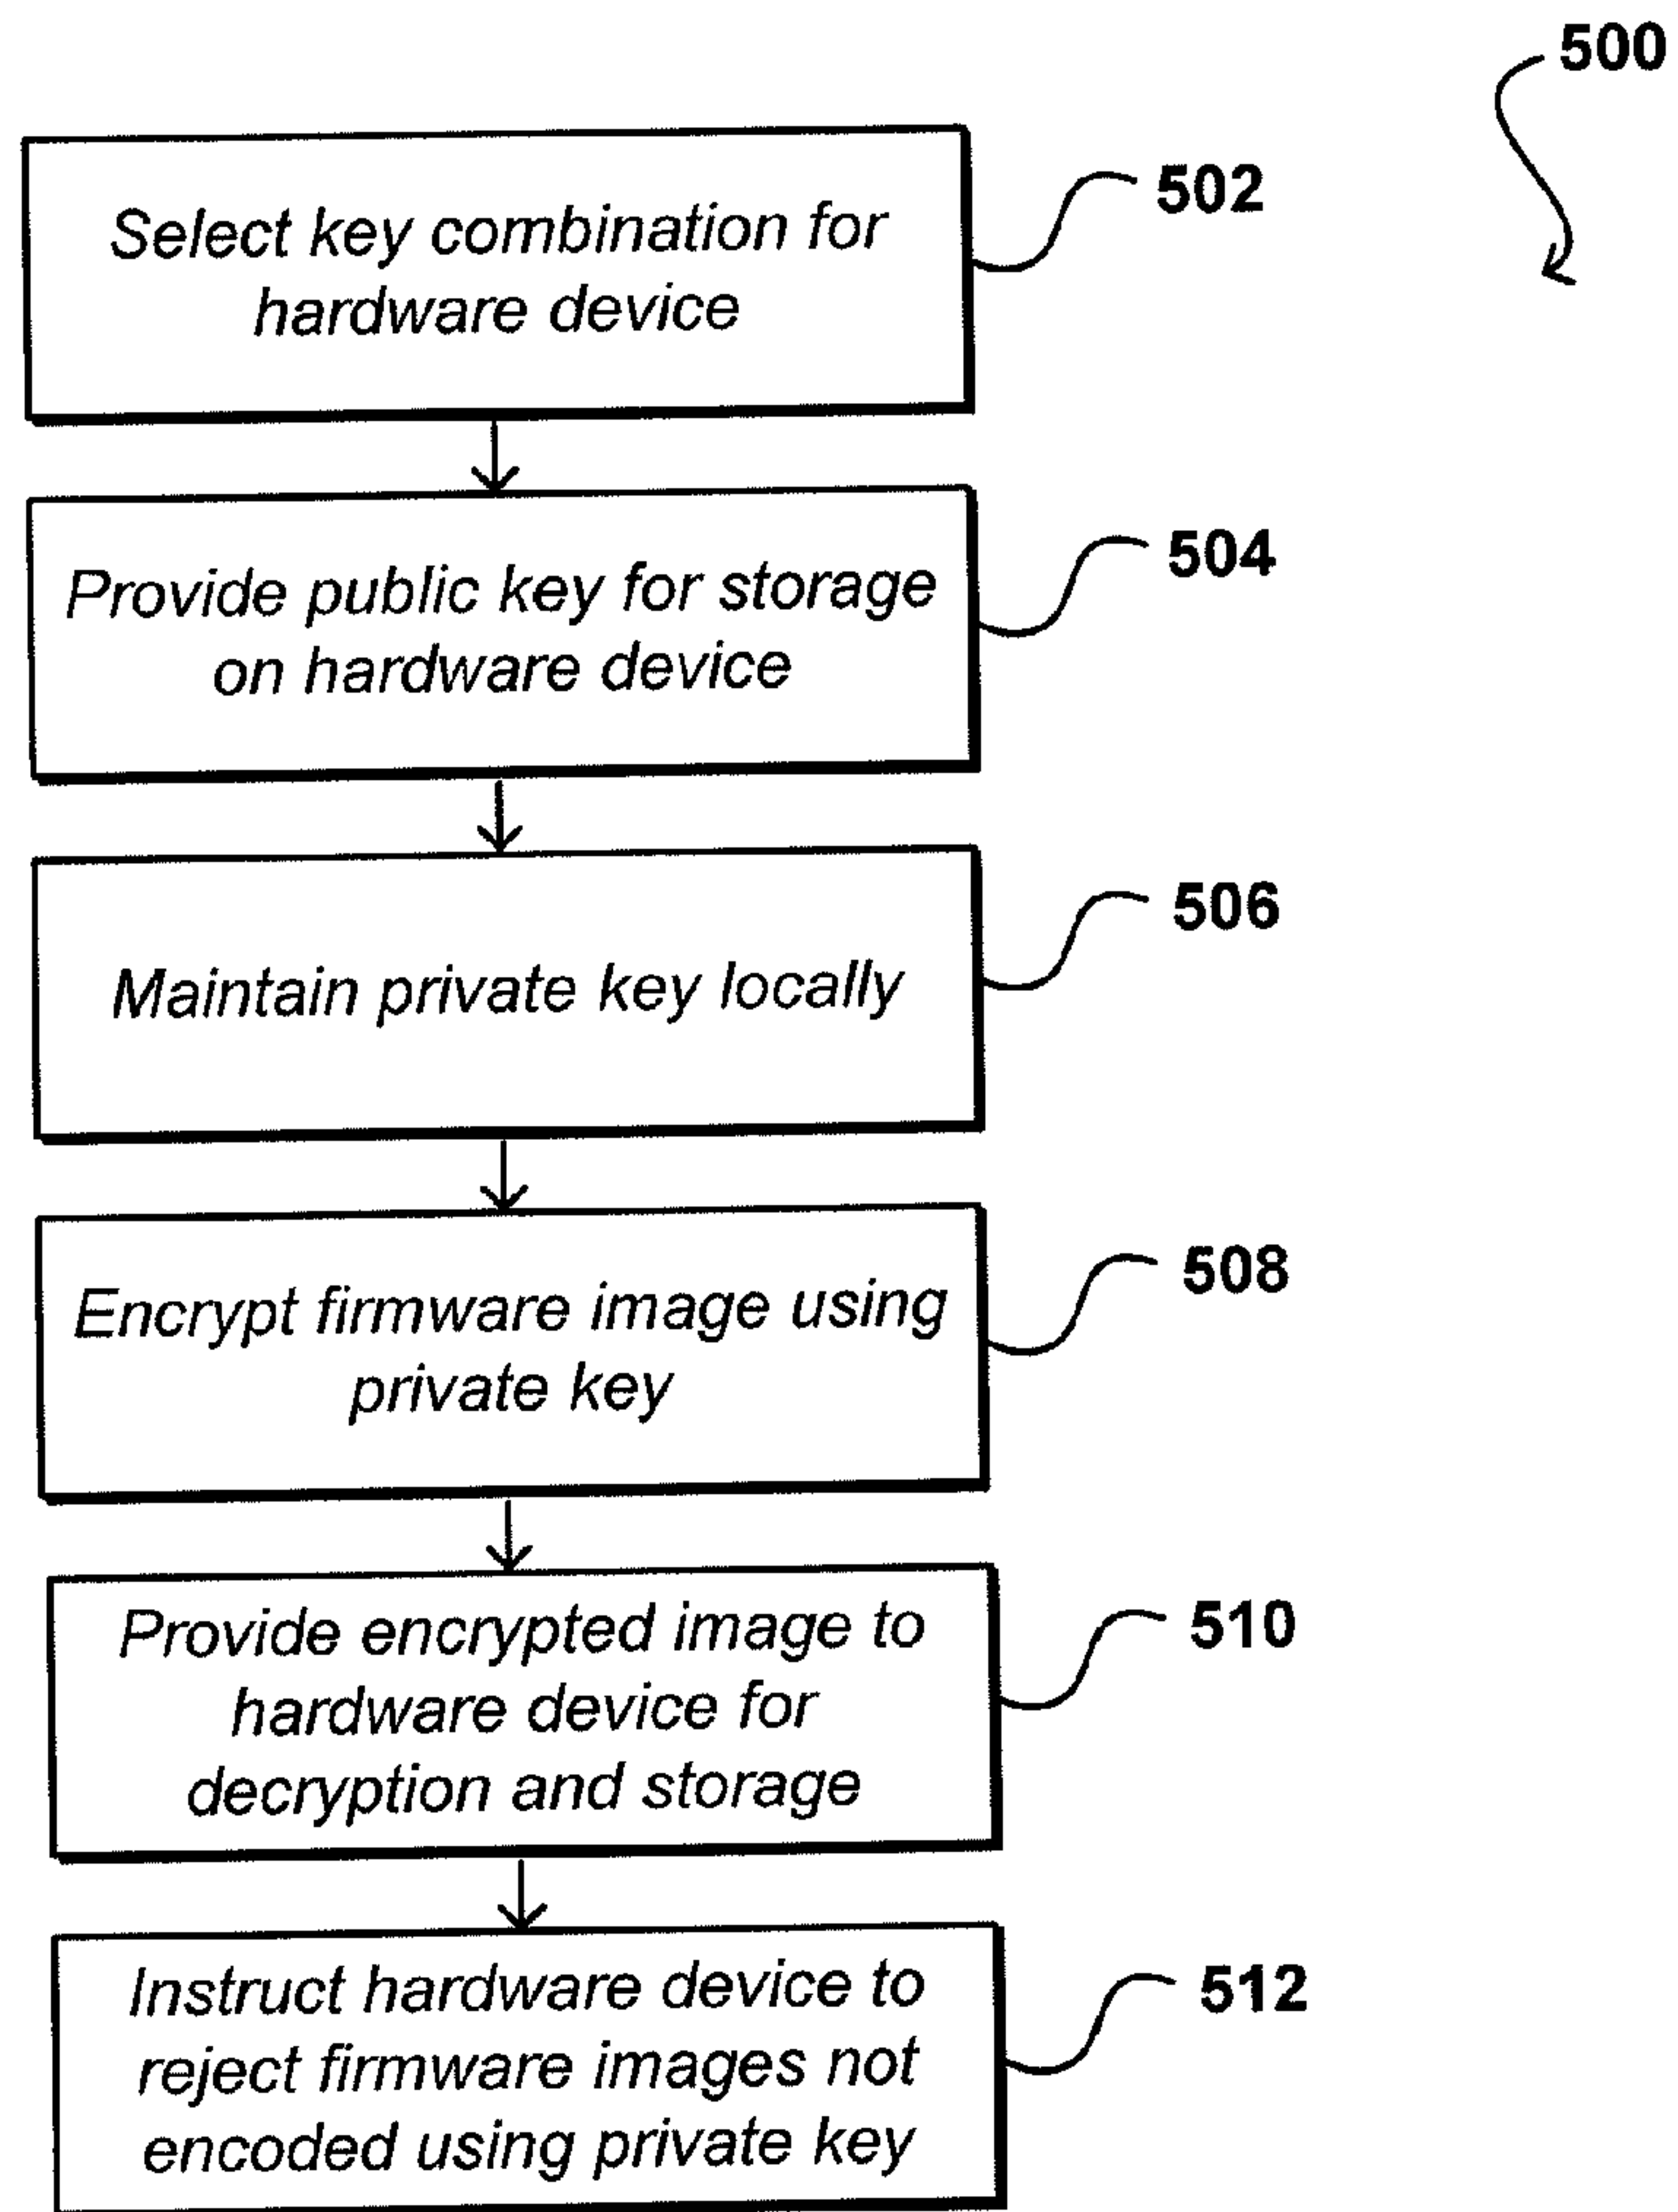 500
Select key combination for
hardware device
502
Provide public key for storage
on hardware device
504
Maintain private key locally
506
Encrypt firmware image using
private key
508
Provide encrypted image to
hardware device for
decryption and storage
510
Instruct hardware device to
reject firmware images not
encoded using private key
512